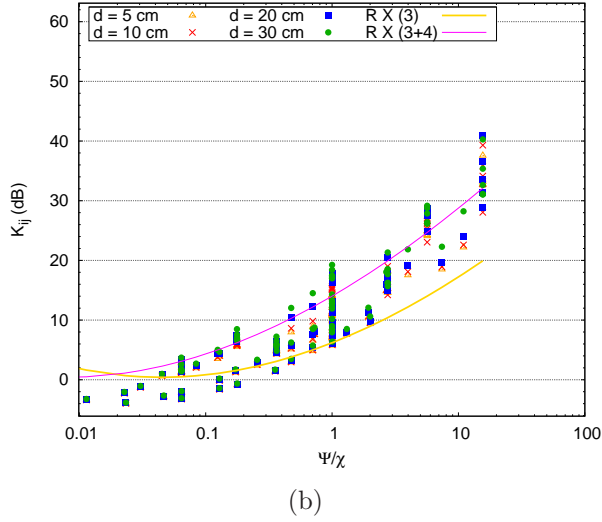 60
50
40
30
20
10
0
K_ij (dB)
d = 5 cm
d = 10 cm
d = 20 cm
d = 30 cm
R X (3)
R X (3+4)
0.01 0.1 1 10 100
Ψ/χ
(b)